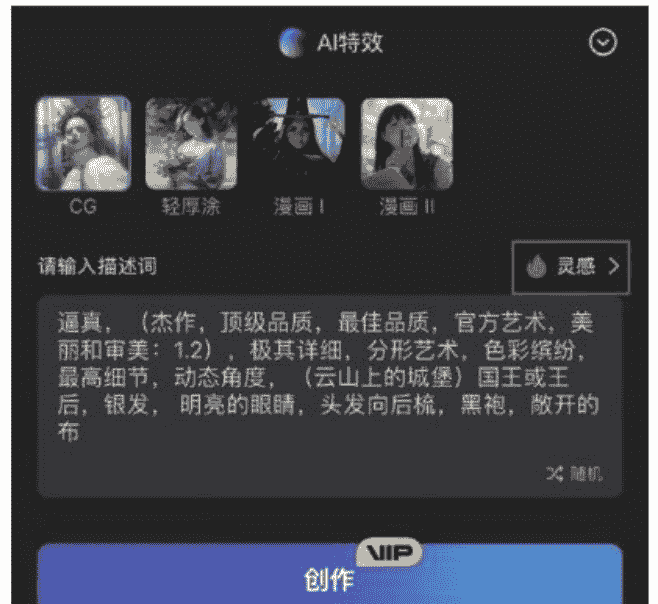 AI特效
CG
轻厚涂
漫画 I
漫画 II
请输入描述词
灵感
逼真，（杰作，顶级品质，最佳品质，官方艺术，美
丽和审美：1.2），极其详细，分形艺术，色彩缤纷，
最高细节，动态角度，（云山上的城堡）国王或王
后，银发， 明亮的眼睛，头发向后梳，黑袍，敞开的
布
随机
VIP
创作